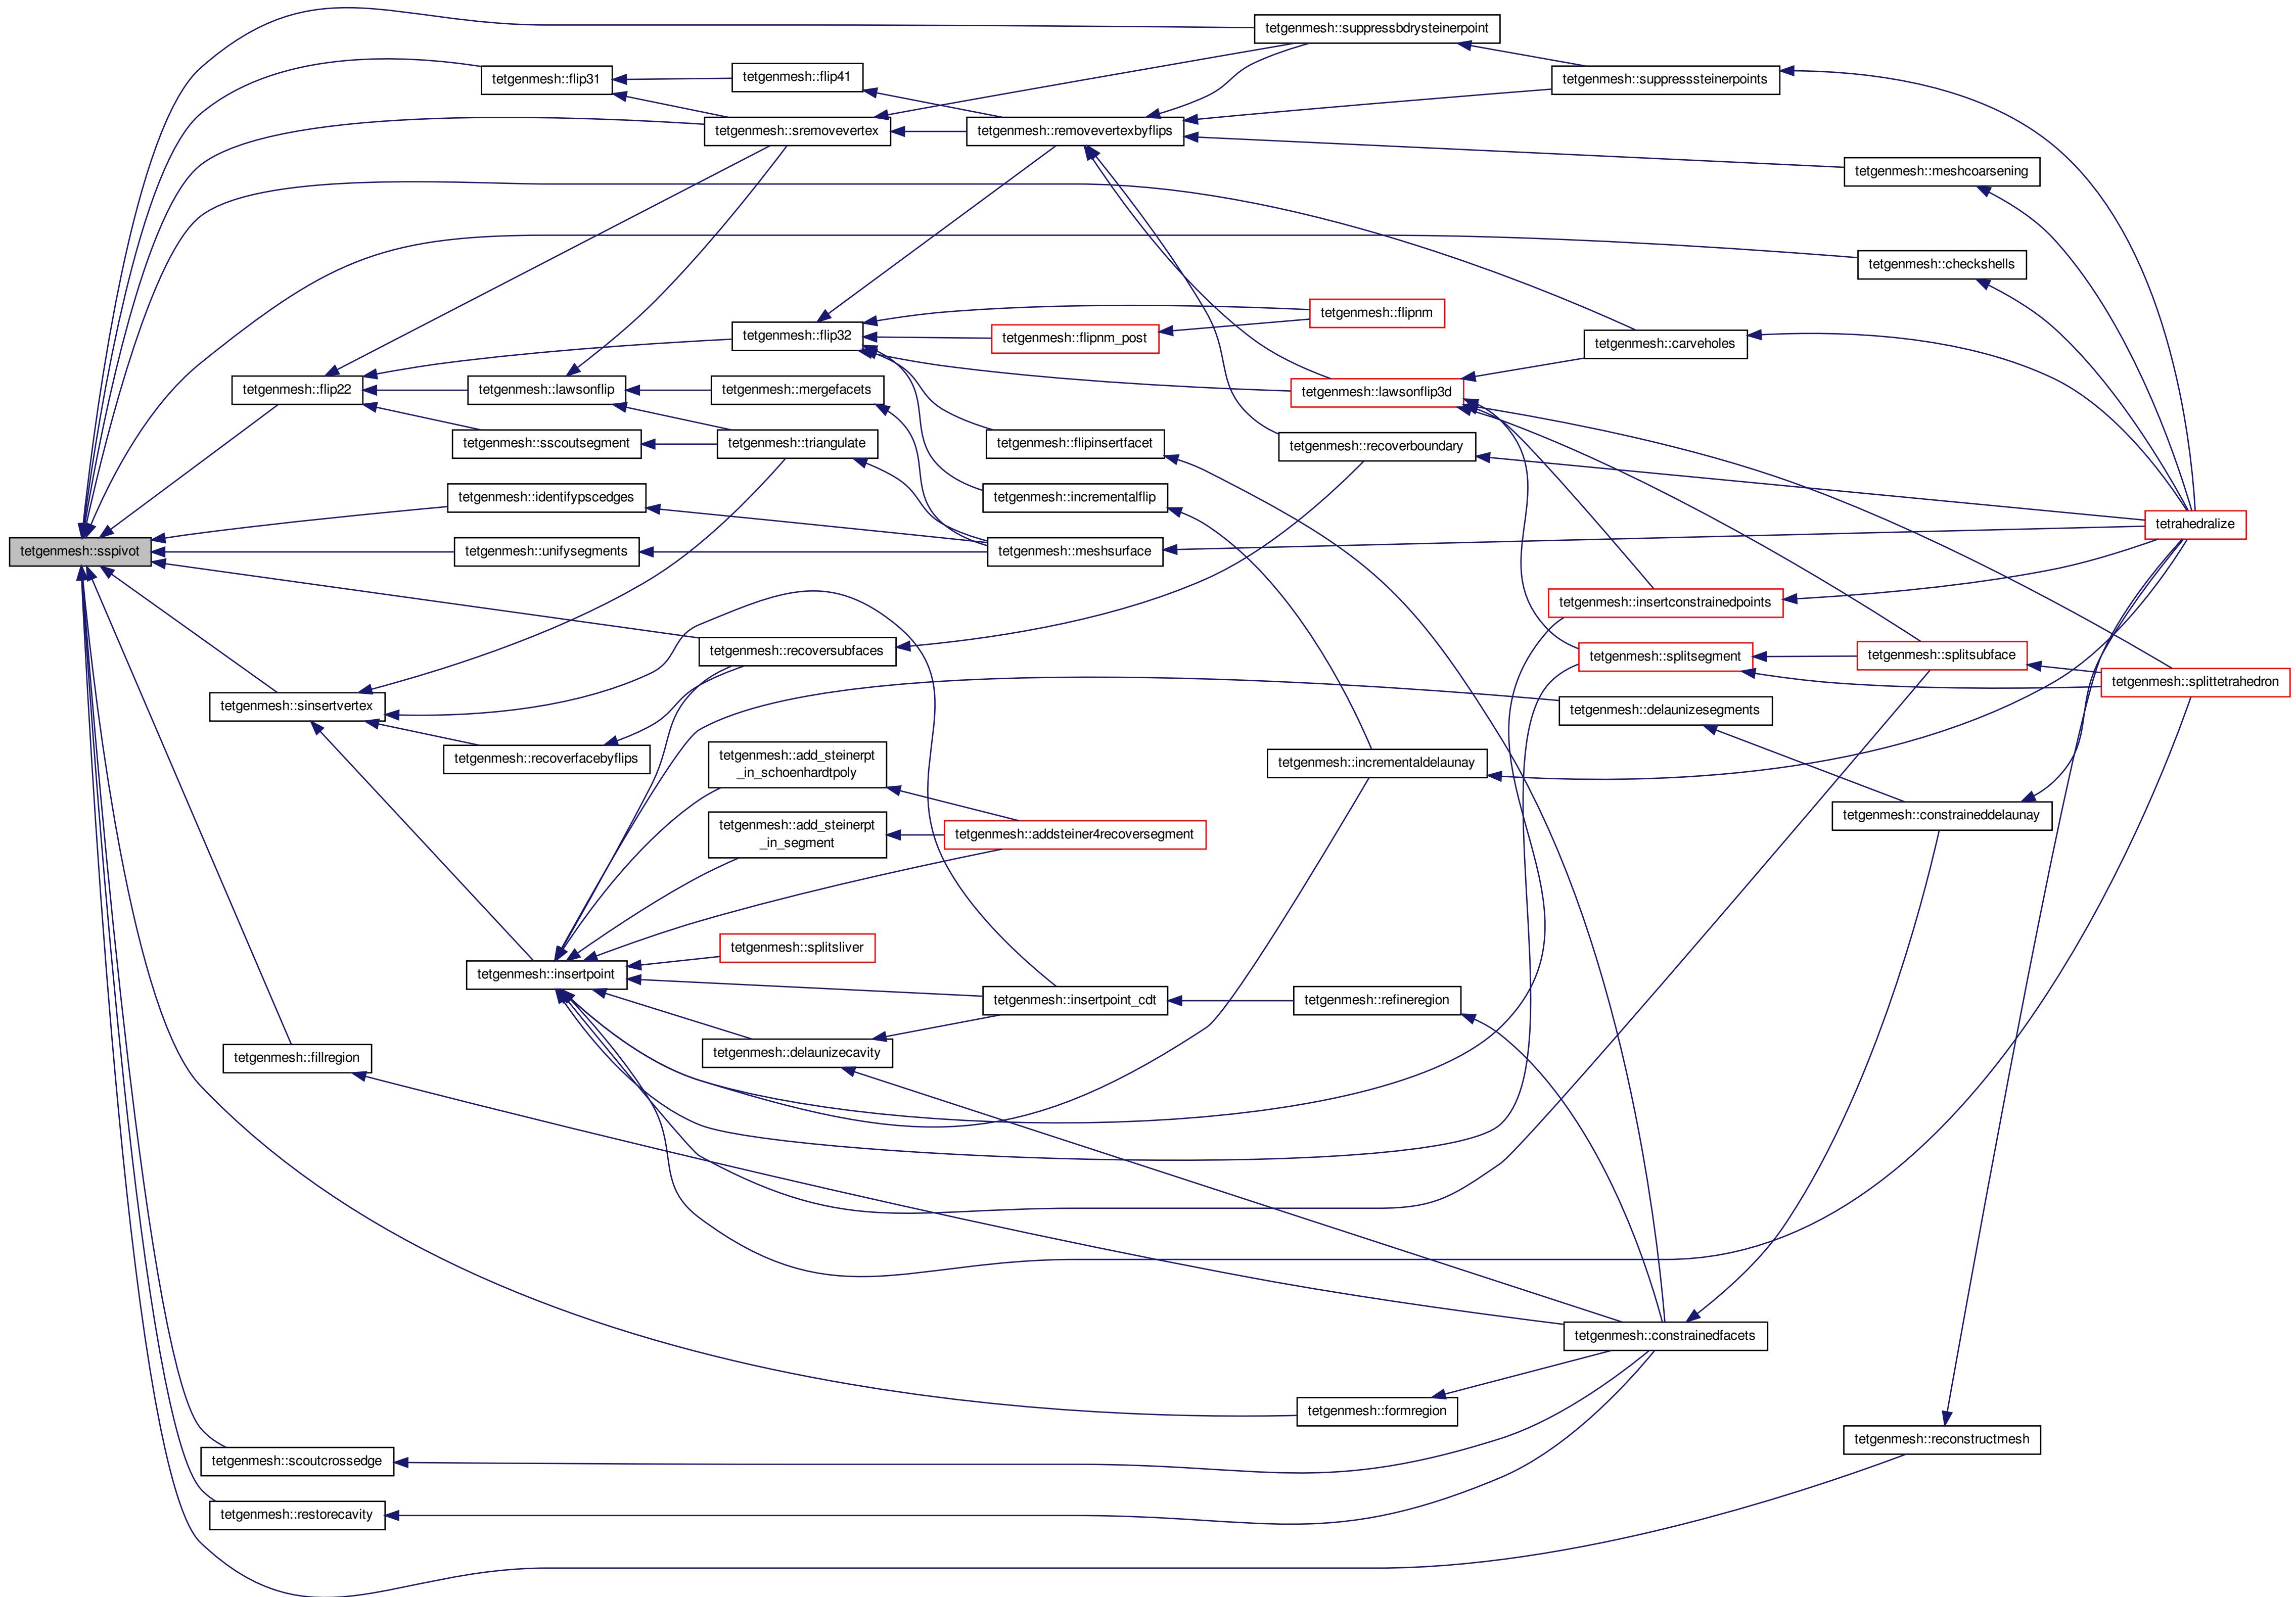 tetgenmesh::suppressbdrysteinerpoint
tetgenmesh::flip31
tetgenmesh::flip41
tetgenmesh::suppresssteinerpoints
tetgenmesh::sremovevertex
tetgenmesh::removevertexbyflips
tetgenmesh::meshcoarsening
tetgenmesh::checkshells
tetgenmesh::flipnm
tetgenmesh::flip32
tetgenmesh::flipnm_post
tetgenmesh::carveholes
tetgenmesh::flip22
tetgenmesh::lawsonflip
tetgenmesh::mergefacets
tetgenmesh::lawsonflip3d
tetgenmesh::sscoutsegment
tetgenmesh::triangulate
tetgenmesh::flipinsertfacet
tetgenmesh::recoverboundary
tetgenmesh::identifypscedges
tetgenmesh::incrementalflip
tetrahedralize
tetgenmesh::sspivot
tetgenmesh::unifysegments
tetgenmesh::meshsurface
tetgenmesh::insertconstrainedpoints
tetgenmesh::recoversubfaces
tetgenmesh::splitsegment
tetgenmesh::splitsubface
tetgenmesh::splittetrahedron
tetgenmesh::sinsertvertex
tetgenmesh::delaunizesegments
tetgenmesh::recoverfacebyflips
tetgenmesh::add_steinerpt
_in_schoenhardtpoly
tetgenmesh::incrementaldelaunay
tetgenmesh::constraineddelaunay
tetgenmesh::add_steinerpt
_in_segment
tetgenmesh::addsteiner4recoversegment
tetgenmesh::splitsliver
tetgenmesh::insertpoint
tetgenmesh::insertpoint_cdt
tetgenmesh::refineregion
tetgenmesh::fillregion
tetgenmesh::delaunizecavity
tetgenmesh::constrainedfacets
tetgenmesh::formregion
tetgenmesh::reconstructmesh
tetgenmesh::scoutcrossedge
tetgenmesh::restorecavity